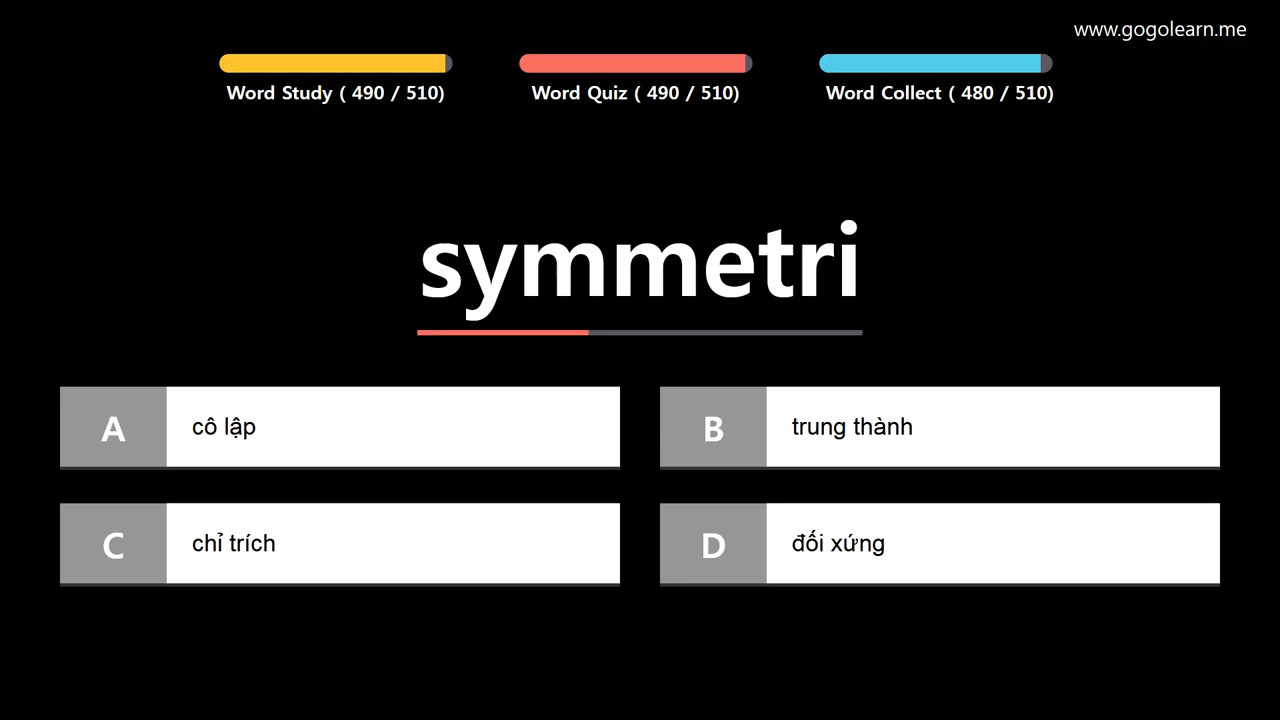 www.gogolearn.me
Word Study ( 490 / 510)
Word Quiz ( 490 / 510)
Word Collect ( 480 / 510)
symmetri
A cô lập
B trung thành
C chỉ trích
D đối xứng